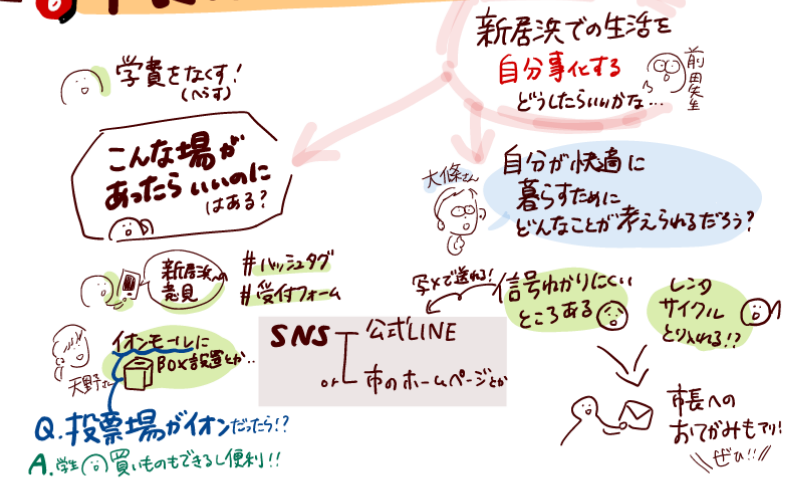 新居浜での生活を
自分事化する
どうしたらいいかな…
前田先生
学費をなくす!
(へらす)
こんな場が
あったらいいのに
はある?
大條さん
自分が快適に
暮らすために
どんなことが考えられるだろう?
新居浜への
意見
#ハッシュタグ
#受付フォーム
写メで送れる!
信号わかりにくい
ところある
レンタ
サイクル
とり入れる!?
天野さん
イオンモールに
BOX設置とか…
SNS
公式LINE
or
市のホームページとか
Q.投票場がイオンだったら!?
A.学生 買いものもできるし便利!!
市長への
おてがみもアリ!
ぜひ!!